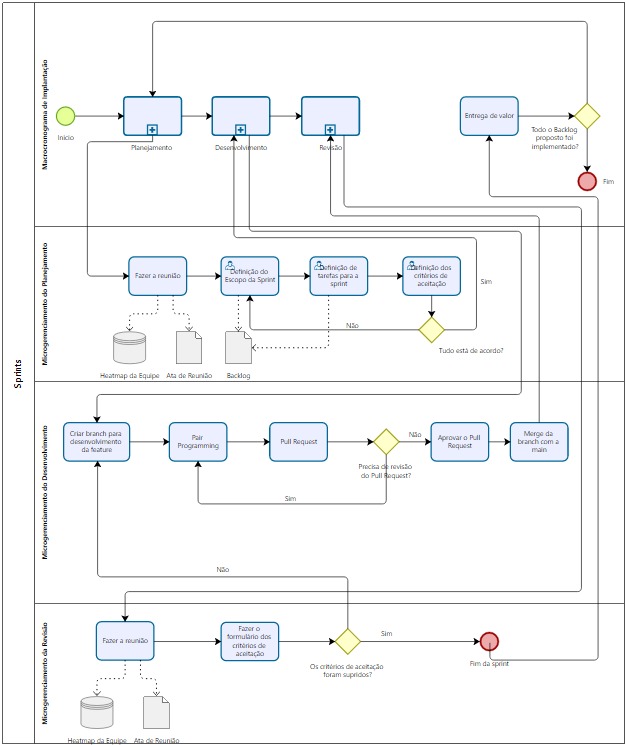 Sprints
Macrocronograma de Implantação
Início
Planejamento
Desenvolvimento
Revisão
Entrega de valor
Todo o Backlog
proposto foi
implementado?
Fim
Microgerenciamento do Planejamento
Fazer a reunião
Definição do
Escopo da Sprint
Definição de
tarefas para a
sprint
Definição dos
critérios de
aceitação
Sim
Não
Tudo está de acordo?
Heatmap da Equipe
Ata de Reunião
Backlog
Microgerenciamento do Desenvolvimento
Criar branch para
desenvolvimento
da feature
Pair
Programming
Pull Request
Não
Precisa de revisão
do Pull Request?
Aprovar o Pull
Request
Merge da
branch com a
main
Sim
Não
Microgerenciamento da Revisão
Fazer a reunião
Fazer o
formulário dos
critérios de
aceitação
Sim
Os critérios de aceitação
foram supridos?
Fim da sprint
Heatmap da Equipe
Ata de Reunião